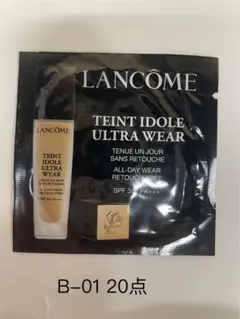 LANCÔME
TEINT IDOLE
ULTRA WEAR
TENUE UN JOUR
SANS RETOUCHE
ALL-DAY WEAR
SPF
LANCÔME
TEINT
IDOLE
ULTRA
WEAR
B-01 20点